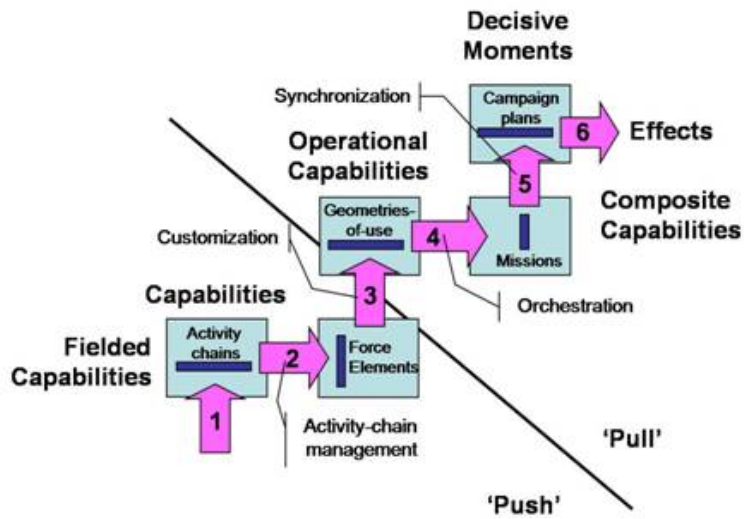 Decisive
Moments
Synchronization
Campaign
plans
6
Effects
Operational
Capabilities
5
Composite
Capabilities
Geometries-
of-use
4
Missions
Customization
Orchestration
3
Capabilities
Fielded
Capabilities
Activity
chains
2
Force
Elements
1
Activity-chain
management
'Pull'
'Push'